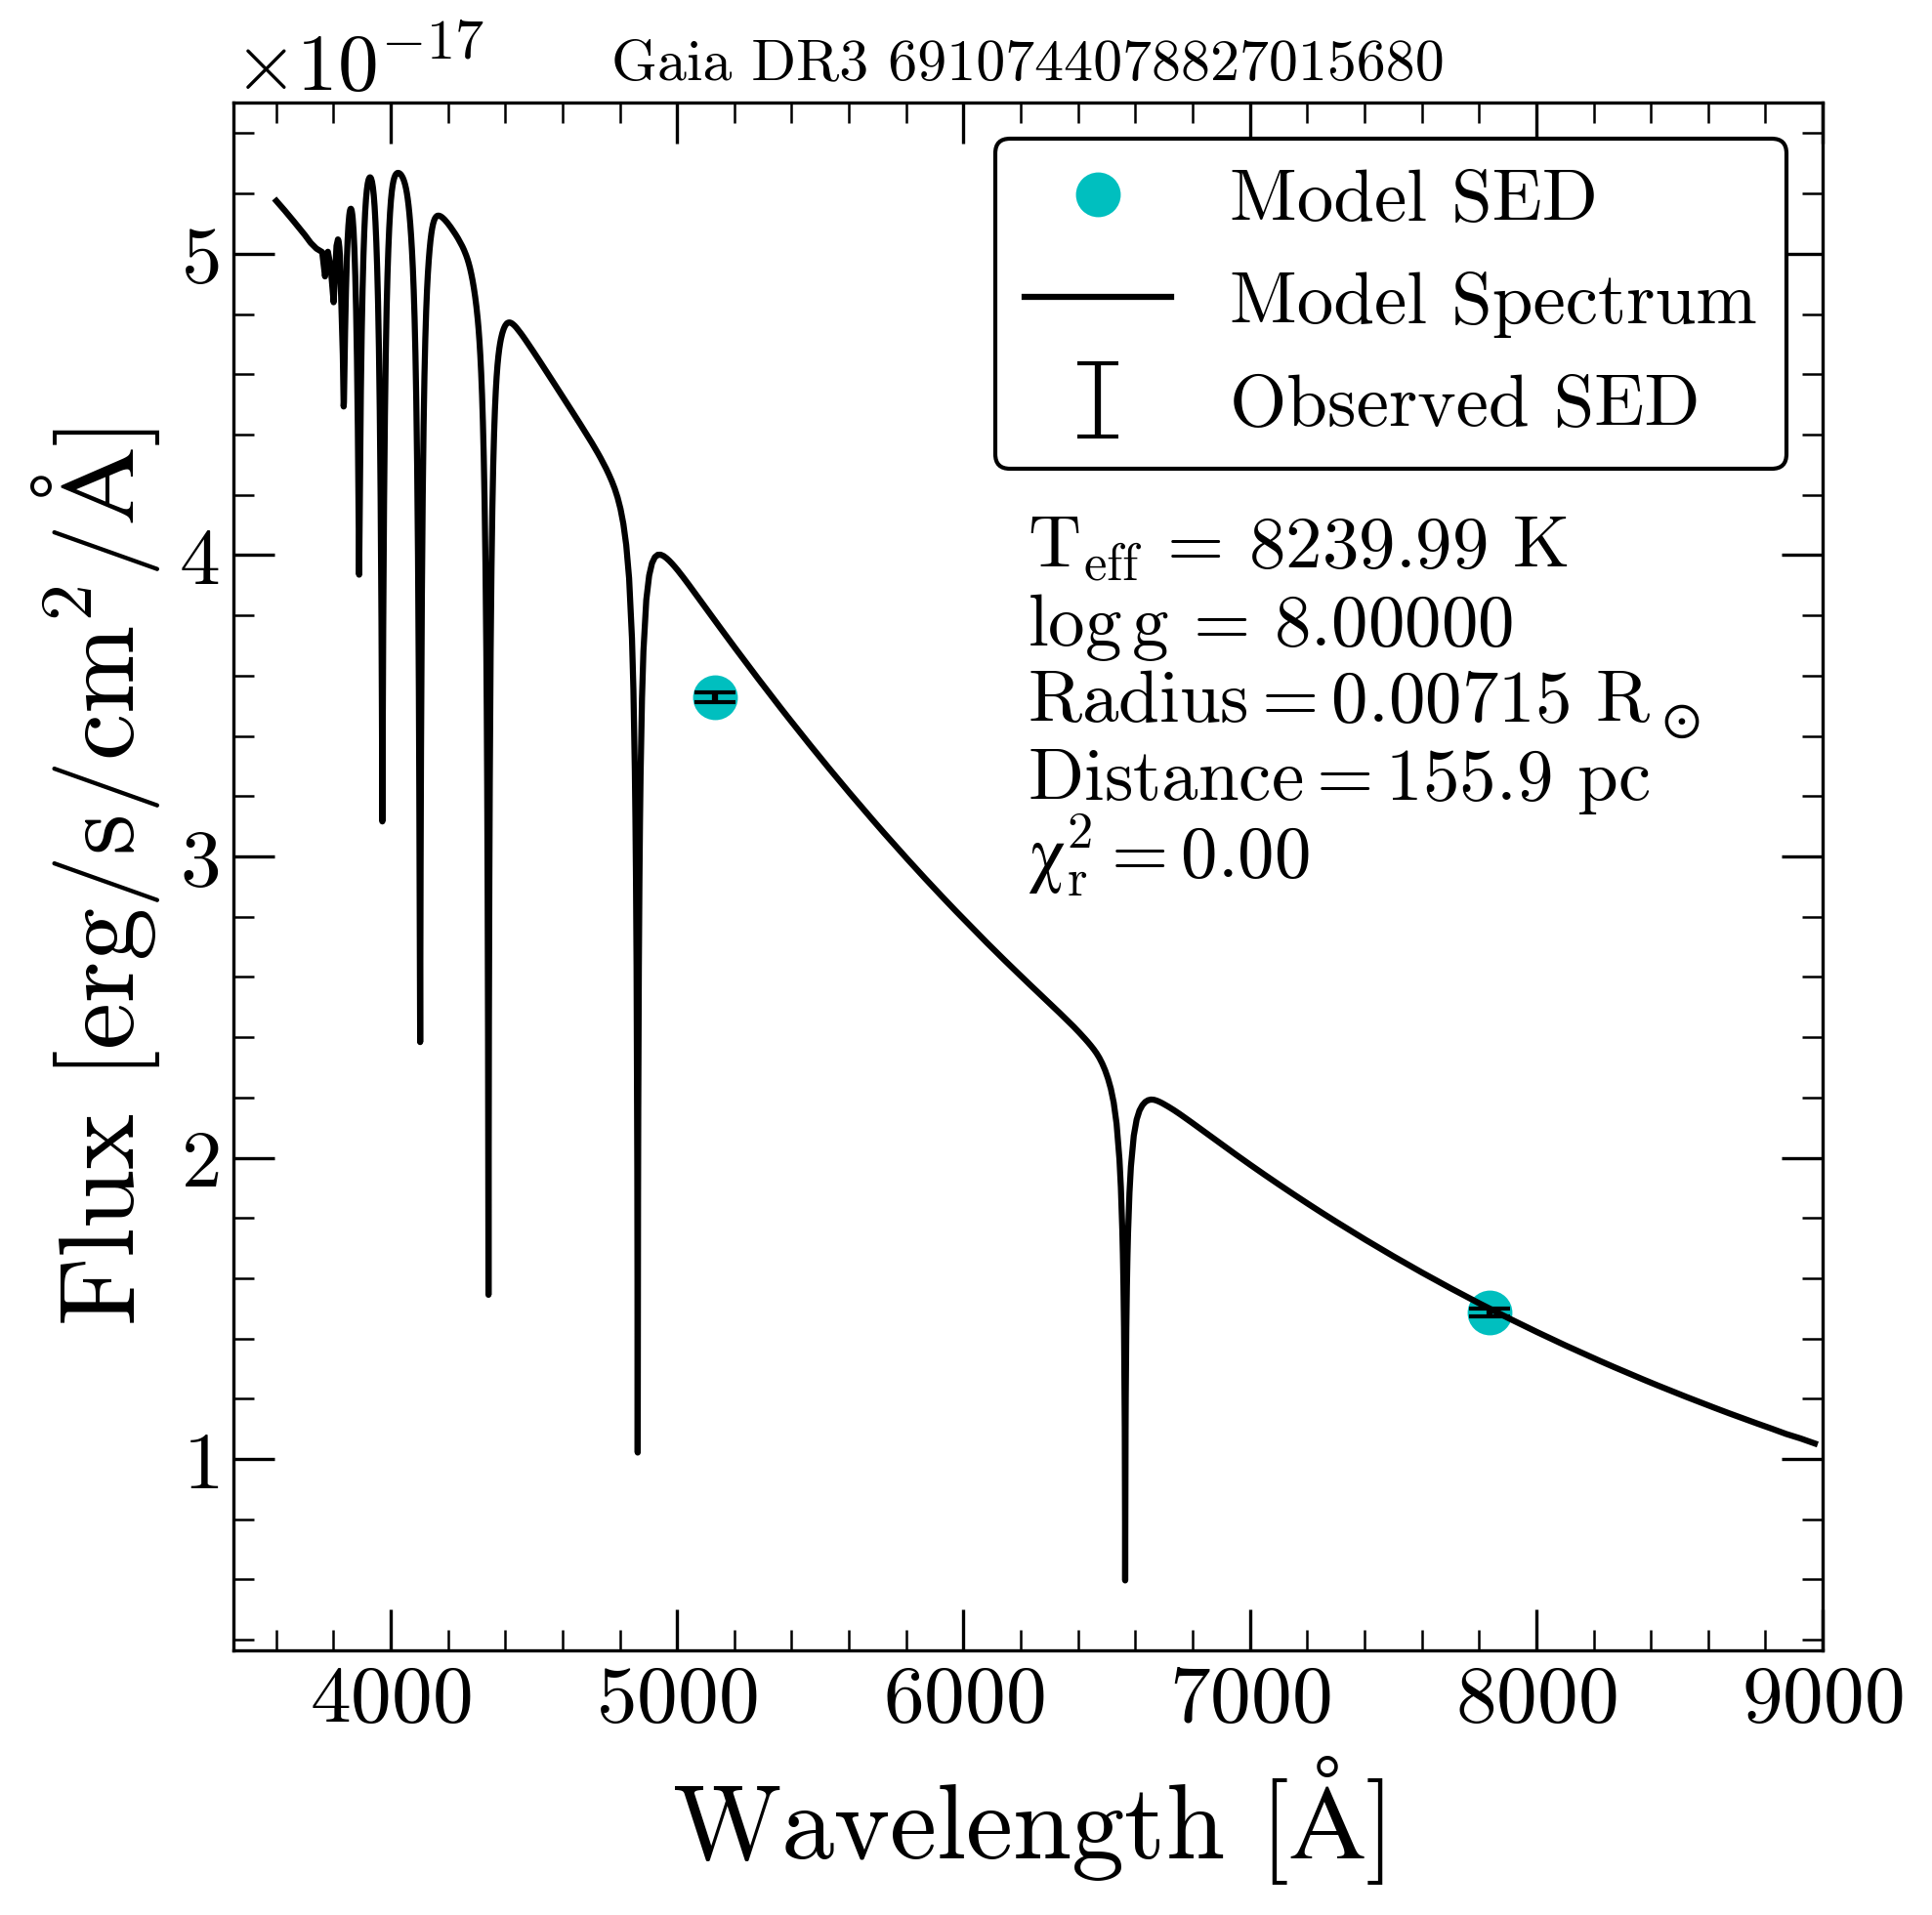 ×10⁻¹⁷
Gaia DR3 6910744078827015680
Model SED
Model Spectrum
Observed SED
T_eff = 8239.99 K
log g = 8.00000
Radius = 0.00715 R_⊙
Distance = 155.9 pc
χ²_r = 0.00
5
4
3
2
1
Flux [erg/s/cm²/Å]
4000 5000 6000 7000 8000 9000
Wavelength [Å]